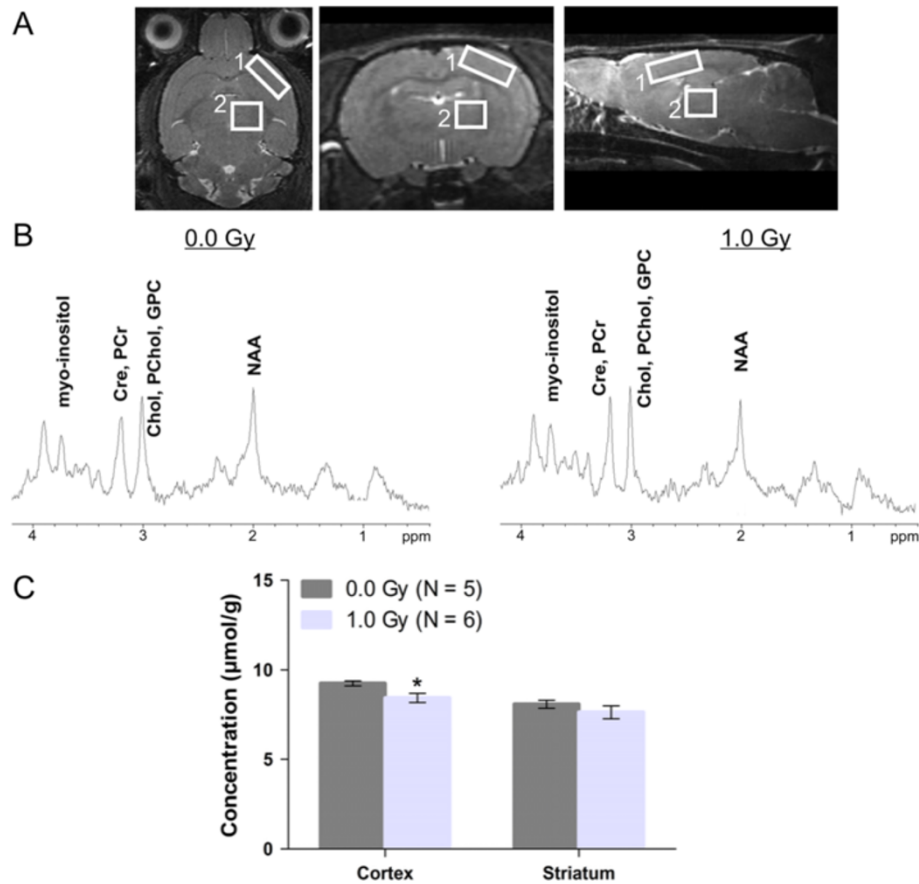 A
1
2
1
2
1
2
B
0.0 Gy
1.0 Gy
myo-inositol
Cre, PCr
Chol, PChol, GPC
NAA
myo-inositol
Cre, PCr
Chol, PChol, GPC
NAA
4 3 2 1 ppm
4 3 2 1 ppm
C
Concentration (μmol/g)
15
10
5
0
0.0 Gy (N = 5)
1.0 Gy (N = 6)
*
Cortex
Striatum